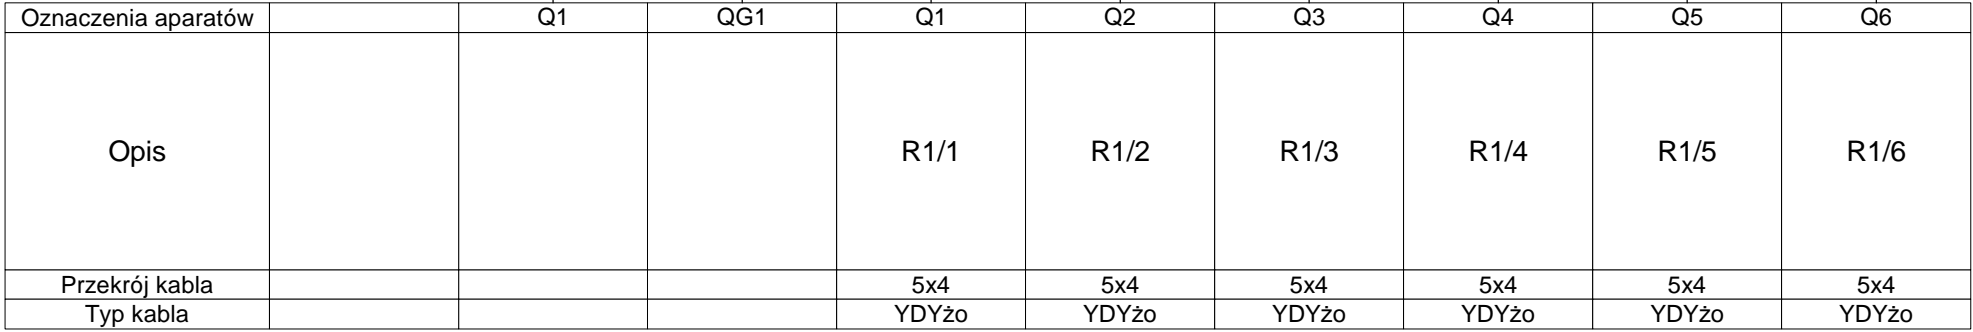 Oznaczenia aparatów Q1 QG1 Q1 Q2 Q3 Q4 Q5 Q6
Opis R1/1 R1/2 R1/3 R1/4 R1/5 R1/6
Przekrój kabla 5x4 5x4 5x4 5x4 5x4 5x4
Typ kabla YDYżo YDYżo YDYżo YDYżo YDYżo YDYżo